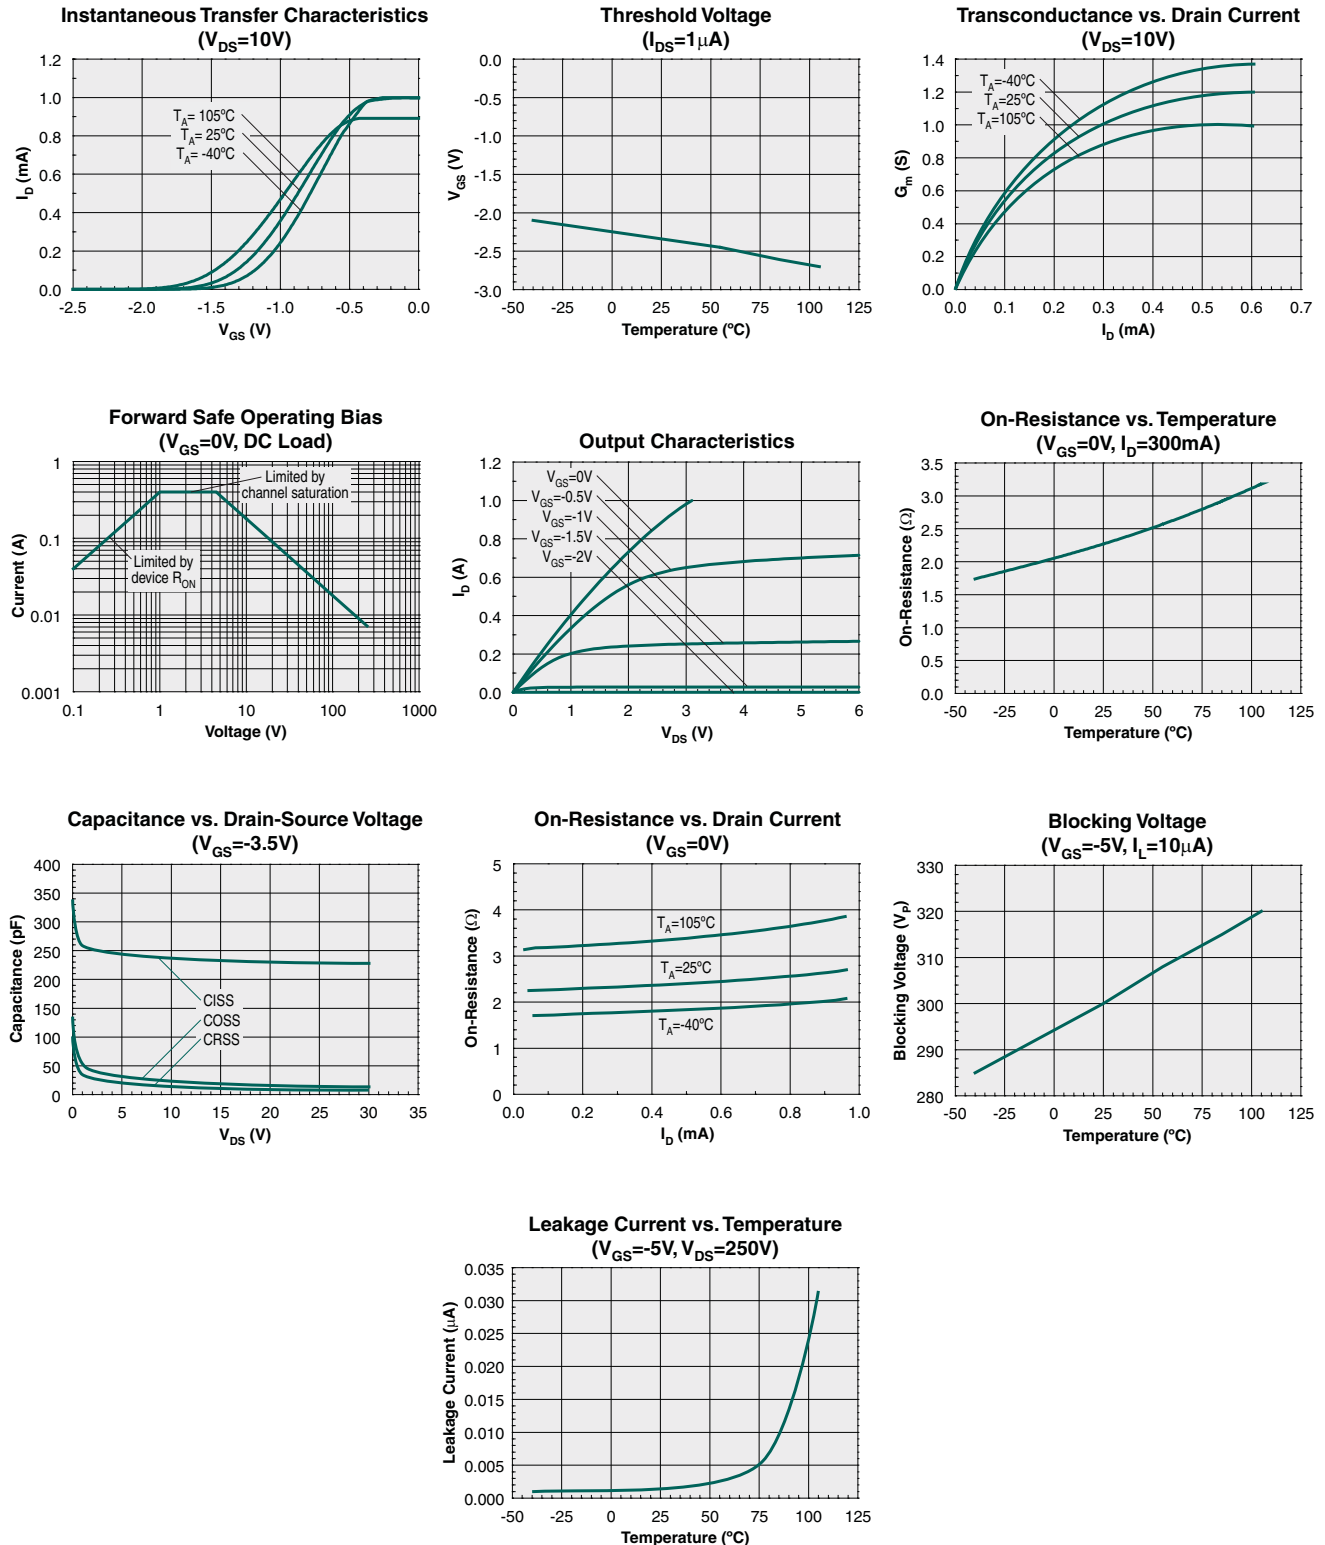 Instantaneous Transfer Characteristics
(VDS=10V)
1.2
1.0
0.8
0.6
0.4
0.2
0.0
ID (mA)
TA= 105ºC
TA= 25ºC
TA= -40ºC
-2.5 -2.0 -1.5 -1.0 -0.5 0.0
VGS (V)
Threshold Voltage
(IDS=1μA)
0.0
-0.5
-1.0
-1.5
-2.0
-2.5
-3.0
VGS (V)
-50 -25 0 25 50 75 100 125
Temperature (ºC)
Transconductance vs. Drain Current
(VDS=10V)
1.4
1.2
1.0
0.8
0.6
0.4
0.2
0.0
Gm (S)
TA=-40ºC
TA=25ºC
TA=105ºC
0.0 0.1 0.2 0.3 0.4 0.5 0.6 0.7
ID (mA)
Forward Safe Operating Bias
(VGS=0V, DC Load)
1
0.1
0.01
0.001
Current (A)
Limited by
channel saturation
Limited by
device RON
0.1 1 10 100 1000
Voltage (V)
Output Characteristics
1.2
1.0
0.8
0.6
0.4
0.2
0.0
ID (A)
VGS=0V
VGS=-0.5V
VGS=-1V
VGS=-1.5V
VGS=-2V
0 1 2 3 4 5 6
VDS (V)
On-Resistance vs. Temperature
(VGS=0V, ID=300mA)
3.5
3.0
2.5
2.0
1.5
1.0
0.5
0.0
On-Resistance (Ω)
-50 -25 0 25 50 75 100 125
Temperature (ºC)
Capacitance vs. Drain-Source Voltage
(VGS=-3.5V)
400
350
300
250
200
150
100
50
0
Capacitance (pF)
CISS
COSS
CRSS
0 5 10 15 20 25 30 35
VDS (V)
On-Resistance vs. Drain Current
(VGS=0V)
5
4
3
2
1
0
On-Resistance (Ω)
TA=105ºC
TA=25ºC
TA=-40ºC
0.0 0.2 0.4 0.6 0.8 1.0
ID (mA)
Blocking Voltage
(VGS=-5V, IL=10μA)
330
320
310
300
290
280
Blocking Voltage (VP)
-50 -25 0 25 50 75 100 125
Temperature (ºC)
Leakage Current vs. Temperature
(VGS=-5V, VDS=250V)
0.035
0.030
0.025
0.020
0.015
0.010
0.005
0.000
Leakage Current (μA)
-50 -25 0 25 50 75 100 125
Temperature (ºC)